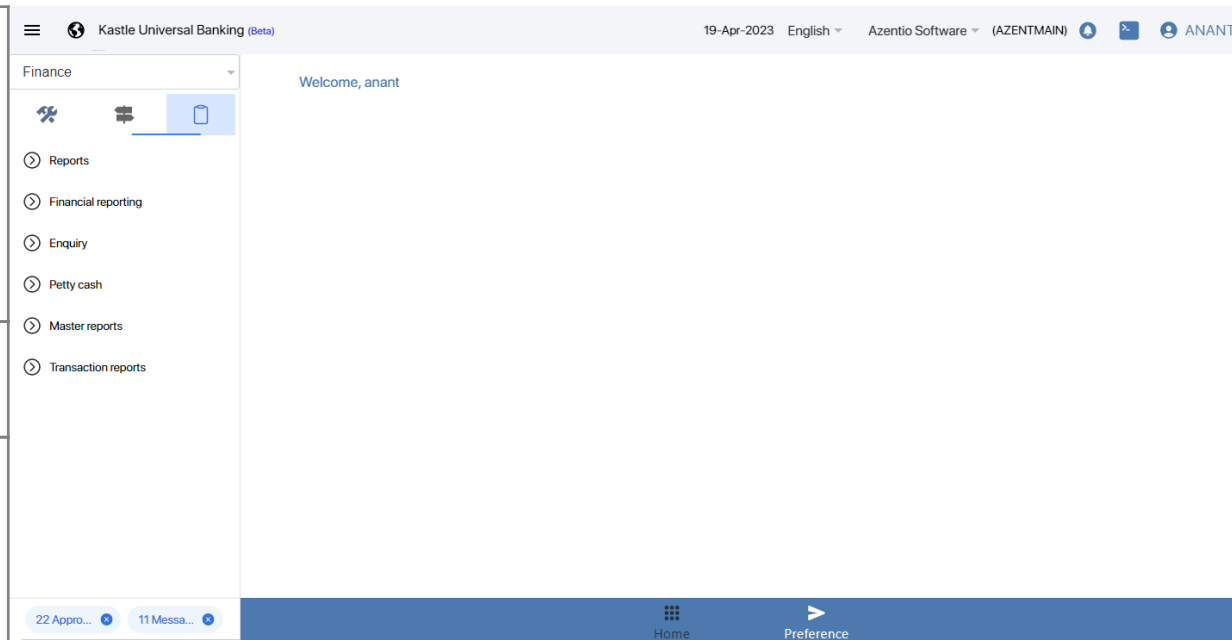 Kastle Universal Banking (Beta) 19-Apr-2023 English Azentio Software (AZENTMAIN) ANANT
Finance
Welcome, anant
Reports
Financial reporting
Enquiry
Petty cash
Master reports
Transaction reports
22 Appro... 11 Messa...
Home Preference